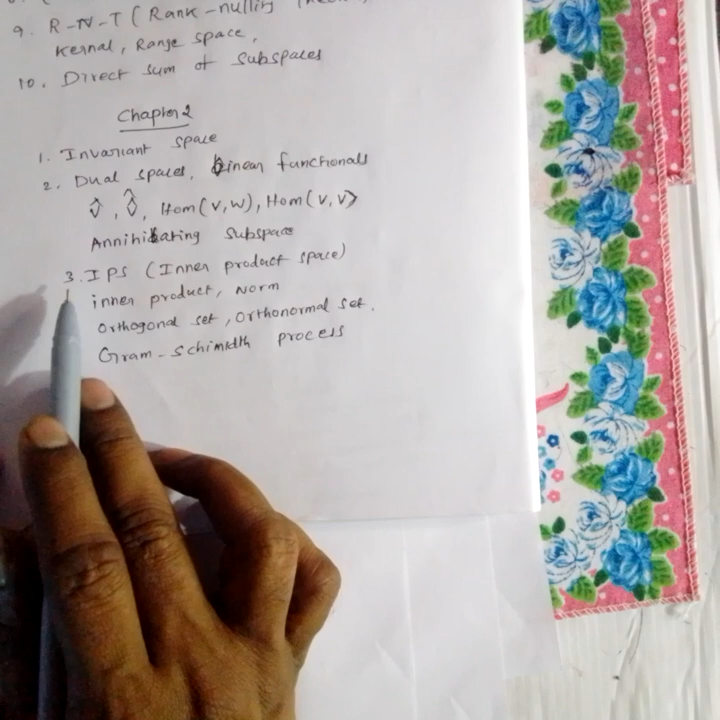 9. R-N-T (Rank-nullity
Kernel, Range space,
10. Direct sum of subspaces
Chapter 2
1. Invariant space
2. Dual spaces, Linear functionals
V̂, V̂̂, Hom(V,W), Hom(V,V)
Annihilating subspace
3. IPS (Inner product space)
inner product, Norm
Orthogonal set, Orthonormal set.
Gram-Schimidth process